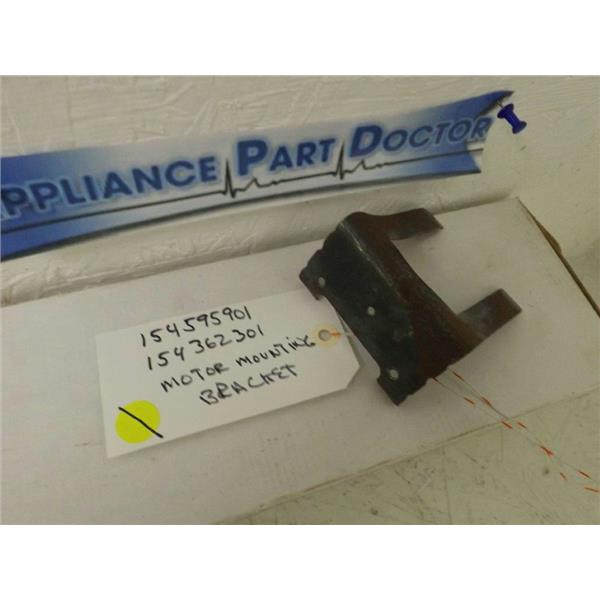 APPLIANCE PART DOCTOR
154595901
154362301
MOTOR MOUNTING
BRACKET